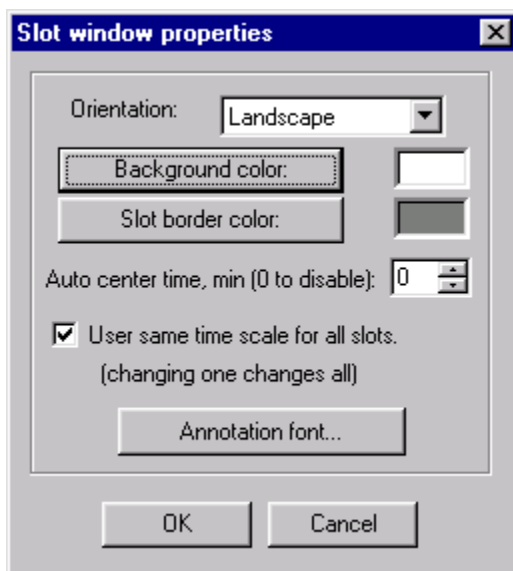 Slot window properties
Orientation: Landscape
Background color:
Slot border color:
Auto center time, min (0 to disable): 0
User same time scale for all slots.
(changing one changes all)
Annotation font...
OK Cancel